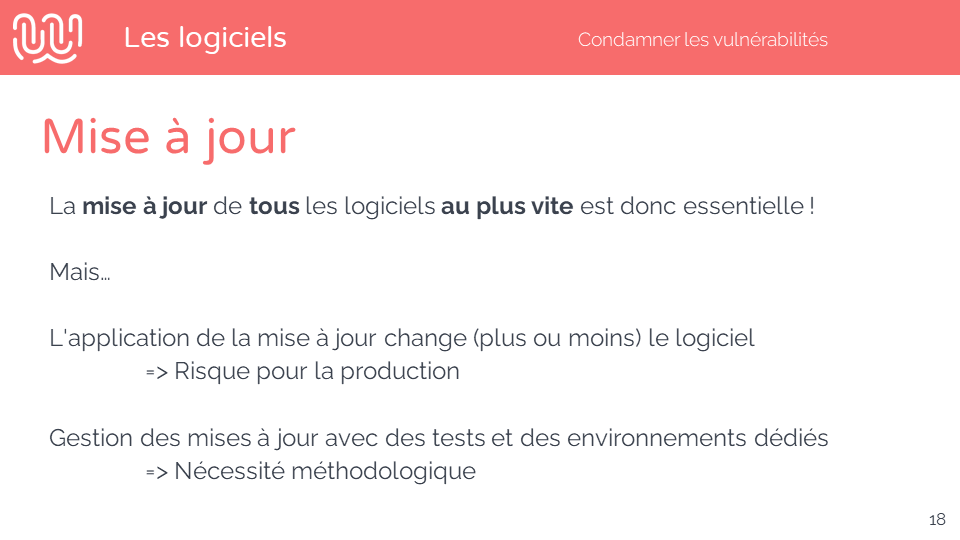 Les logiciels
Condamner les vulnérabilités
Mise à jour
La mise à jour de tous les logiciels au plus vite est donc essentielle !
Mais…
L'application de la mise à jour change (plus ou moins) le logiciel
=> Risque pour la production
Gestion des mises à jour avec des tests et des environnements dédiés
=> Nécessité méthodologique
18